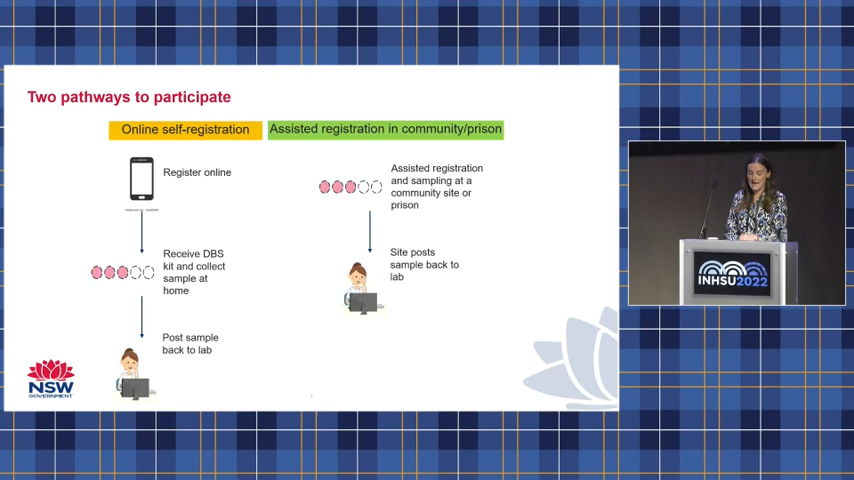 Two pathways to participate
Online self-registration
Assisted registration in community/prison
Register online
Receive DBS
kit and collect
sample at
home
Post sample
back to lab
Assisted registration
and sampling at a
community site or
prison
Site posts
sample back to
lab
NSW
GOVERNMENT
INHSU2022